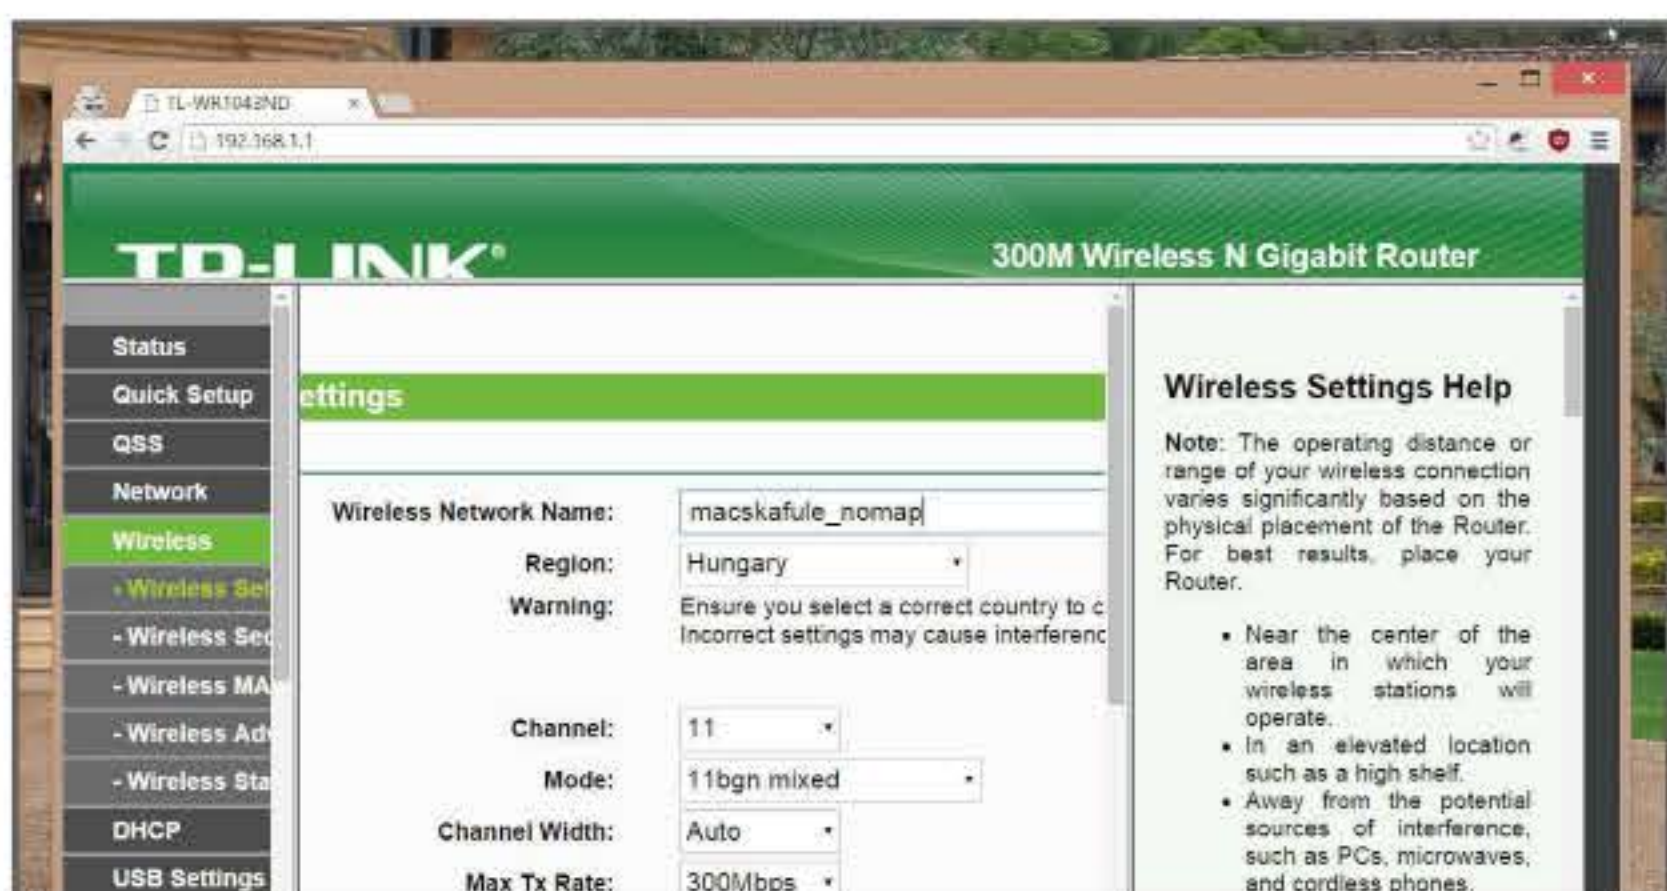 TL-WR1043ND
192.168.1.1
TP-LINK®
300M Wireless N Gigabit Router
Status
Quick Setup
QSS
Network
Wireless
- Wireless Set
- Wireless Sec
- Wireless MA
- Wireless Adv
- Wireless Sta
DHCP
USB Settings
ettings
Wireless Network Name: macskafule_nomap
Region: Hungary
Warning: Ensure you select a correct country to c
Incorrect settings may cause interferenc
Channel: 11
Mode: 11bgn mixed
Channel Width: Auto
Max Tx Rate: 300Mbps
Wireless Settings Help
Note: The operating distance or
range of your wireless connection
varies significantly based on the
physical placement of the Router.
For best results, place your
Router.
• Near the center of the
area in which your
wireless stations will
operate.
• In an elevated location
such as a high shelf.
• Away from the potential
sources of interference,
such as PCs, microwaves,
and cordless phones.